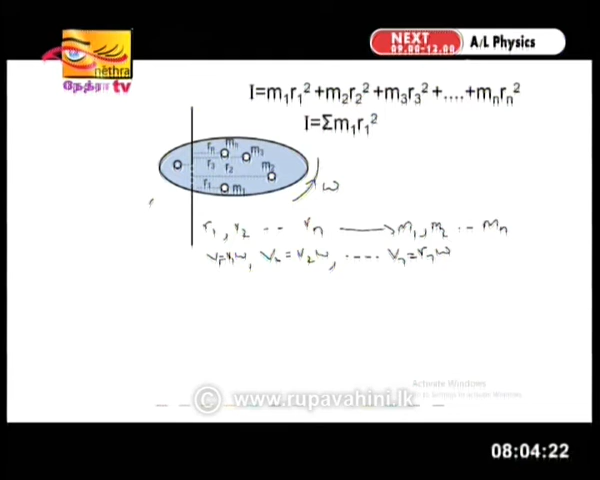 NEXT
09.00-12.00
A/L Physics
nēthra
நேத்ரா tv
I=m₁r₁² +m₂r₂² +m₃r₃² +....+mₙrₙ²
I=Σm₁r₁²
rₙ mₙ
m₃
r₃ r₂ m₂
r₁ m₁
ω
r₁, r₂ .. rₙ → m₁, m₂ .. mₙ
v₁=r₁ω, v₂ = r₂ω, .... vₙ=rₙω
Activate Windows
© www.rupavahini.lk
08:04:22